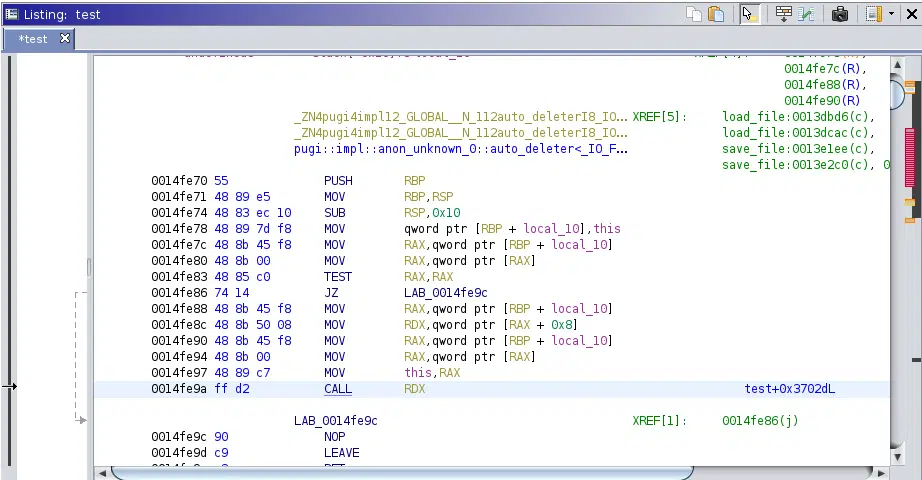 Listing: test
*test
0014fe7c(R),
0014fe88(R),
0014fe90(R)
_ZN4pugi4impl12_GLOBAL__N_112auto_deleterI8_IO... XREF[5]: load_file:0013dbd6(c),
_ZN4pugi4impl12_GLOBAL__N_112auto_deleterI8_IO... load_file:0013dcac(c),
pugi::impl::anon_unknown_0::auto_deleter<_IO_F... save_file:0013e1ee(c),
save_file:0013e2c0(c), 0
0014fe70 55 PUSH RBP
0014fe71 48 89 e5 MOV RBP,RSP
0014fe74 48 83 ec 10 SUB RSP,0x10
0014fe78 48 89 7d f8 MOV qword ptr [RBP + local_10],this
0014fe7c 48 8b 45 f8 MOV RAX,qword ptr [RBP + local_10]
0014fe80 48 8b 00 MOV RAX,qword ptr [RAX]
0014fe83 48 85 c0 TEST RAX,RAX
0014fe86 74 14 JZ LAB_0014fe9c
0014fe88 48 8b 45 f8 MOV RAX,qword ptr [RBP + local_10]
0014fe8c 48 8b 50 08 MOV RDX,qword ptr [RAX + 0x8]
0014fe90 48 8b 45 f8 MOV RAX,qword ptr [RBP + local_10]
0014fe94 48 8b 00 MOV RAX,qword ptr [RAX]
0014fe97 48 89 c7 MOV this,RAX
0014fe9a ff d2 CALL RDX test+0x3702dL
LAB_0014fe9c XREF[1]: 0014fe86(j)
0014fe9c 90 NOP
0014fe9d c9 LEAVE